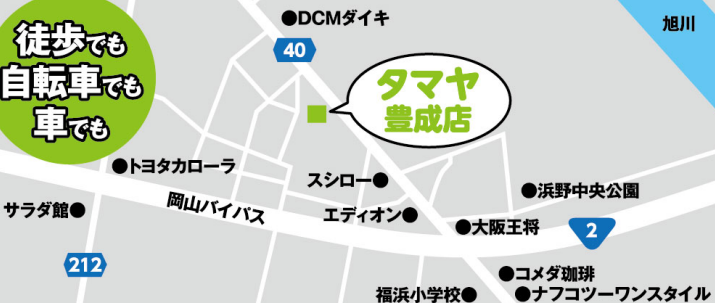 ●DCMダイキ
旭川
40
徒歩でも
自転車でも
車でも
タマヤ
豊成店
●トヨタカローラ
スシロー●
●浜野中央公園
サラダ館●
岡山バイパス
エディオン●
●大阪王将
2
212
●コメダ珈琲
福浜小学校●
●ナフコツーワンスタイル